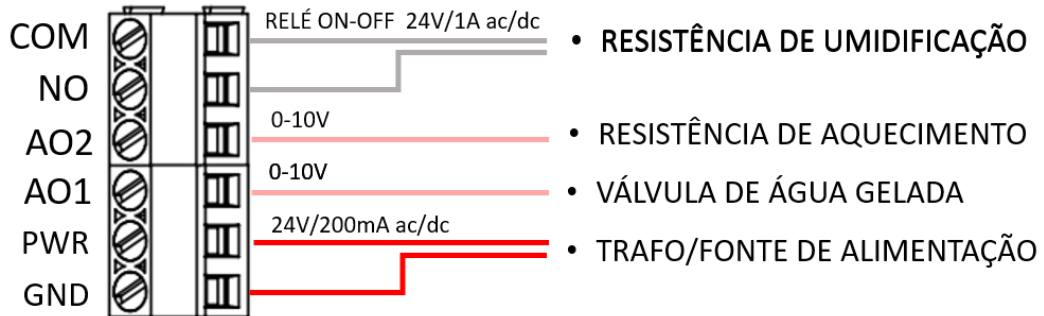 COM RELÉ ON-OFF 24V/1A ac/dc • RESISTÊNCIA DE UMIDIFICAÇÃO
NO
AO2 0-10V • RESISTÊNCIA DE AQUECIMENTO
AO1 0-10V • VÁLVULA DE ÁGUA GELADA
PWR 24V/200mA ac/dc • TRAFO/FONTE DE ALIMENTAÇÃO
GND